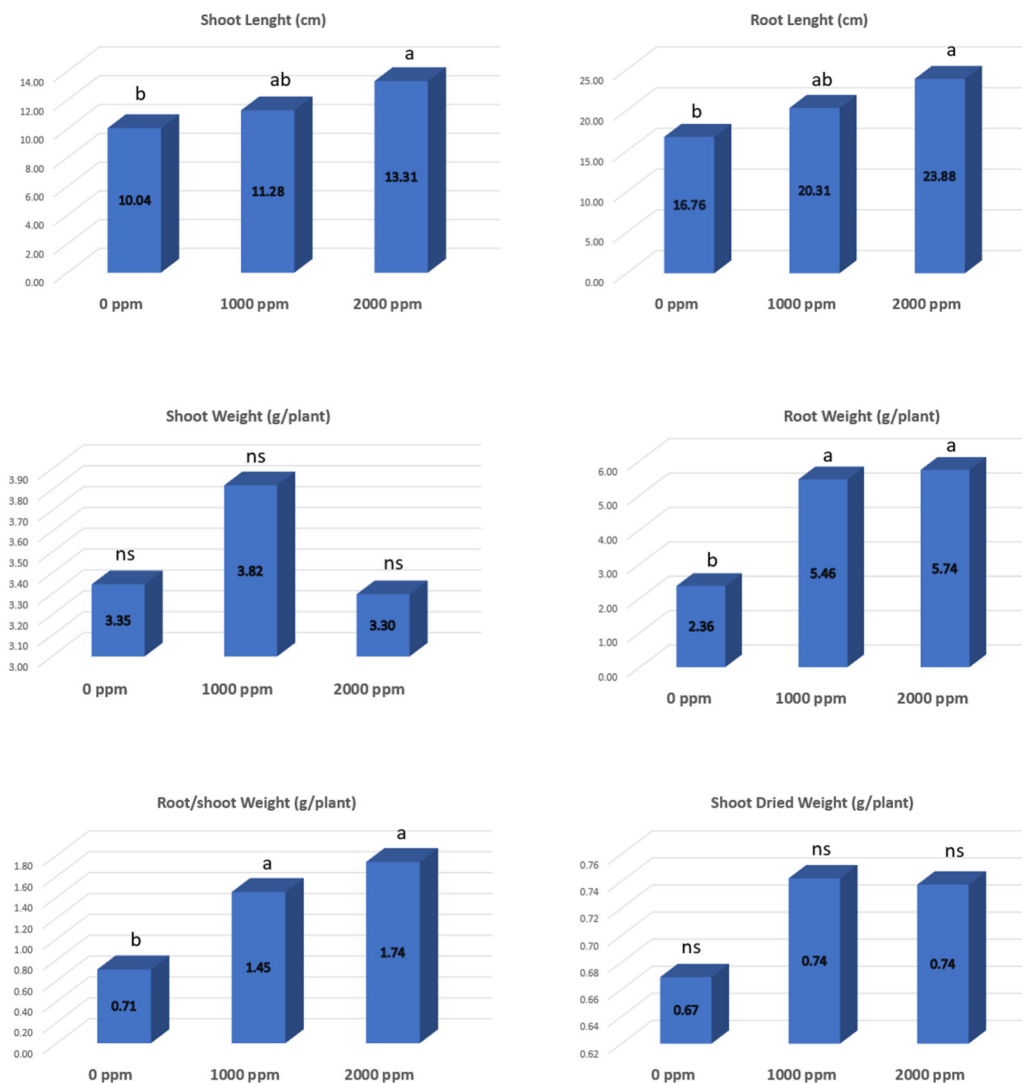 Shoot Lenght (cm)
14.00
12.00
10.00
8.00
6.00
4.00
2.00
0.00
b
ab
a
10.04
11.28
13.31
0 ppm
1000 ppm
2000 ppm
Root Lenght (cm)
25.00
20.00
15.00
10.00
5.00
0.00
b
ab
a
16.76
20.31
23.88
0 ppm
1000 ppm
2000 ppm
Shoot Weight (g/plant)
3.90
3.80
3.70
3.60
3.50
3.40
3.30
3.20
3.10
3.00
ns
ns
ns
3.35
3.82
3.30
0 ppm
1000 ppm
2000 ppm
Root Weight (g/plant)
6.00
5.00
4.00
3.00
2.00
1.00
0.00
b
a
a
2.36
5.46
5.74
0 ppm
1000 ppm
2000 ppm
Root/shoot Weight (g/plant)
1.80
1.60
1.40
1.20
1.00
0.80
0.60
0.40
0.20
0.00
b
a
a
0.71
1.45
1.74
0 ppm
1000 ppm
2000 ppm
Shoot Dried Weight (g/plant)
0.76
0.74
0.72
0.70
0.68
0.66
0.64
0.62
ns
ns
ns
0.67
0.74
0.74
0 ppm
1000 ppm
2000 ppm